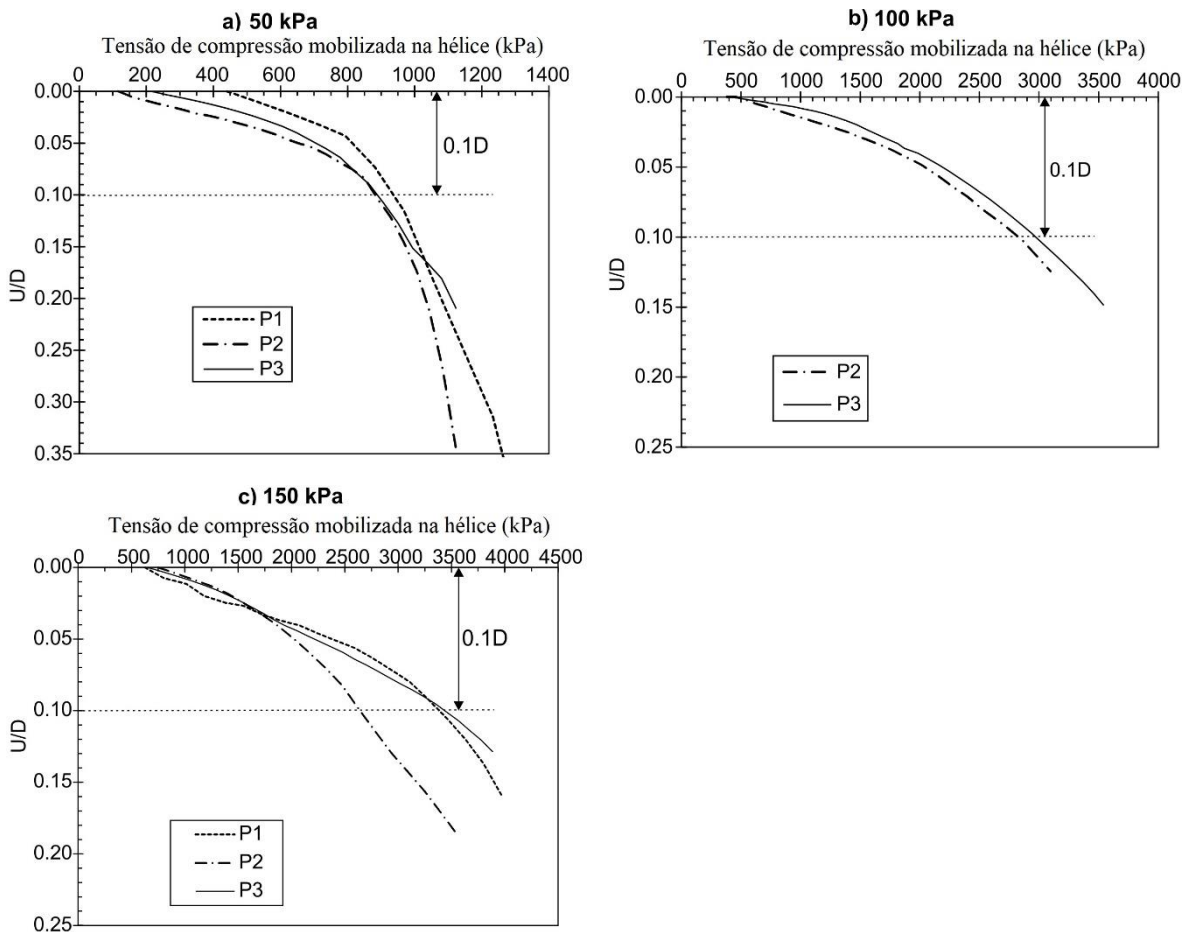 a) 50 kPa
Tensão de compressão mobilizada na hélice (kPa)
0 200 400 600 800 1000 1200 1400
0.00
0.05
0.10
0.15
0.20
0.25
0.30
0.35
U/D
0.1D
P1
P2
P3
b) 100 kPa
Tensão de compressão mobilizada na hélice (kPa)
0 500 1000 1500 2000 2500 3000 3500 4000
0.00
0.05
0.10
0.15
0.20
0.25
U/D
0.1D
P2
P3
c) 150 kPa
Tensão de compressão mobilizada na hélice (kPa)
0 500 1000 1500 2000 2500 3000 3500 4000 4500
0.00
0.05
0.10
0.15
0.20
0.25
U/D
0.1D
P1
P2
P3